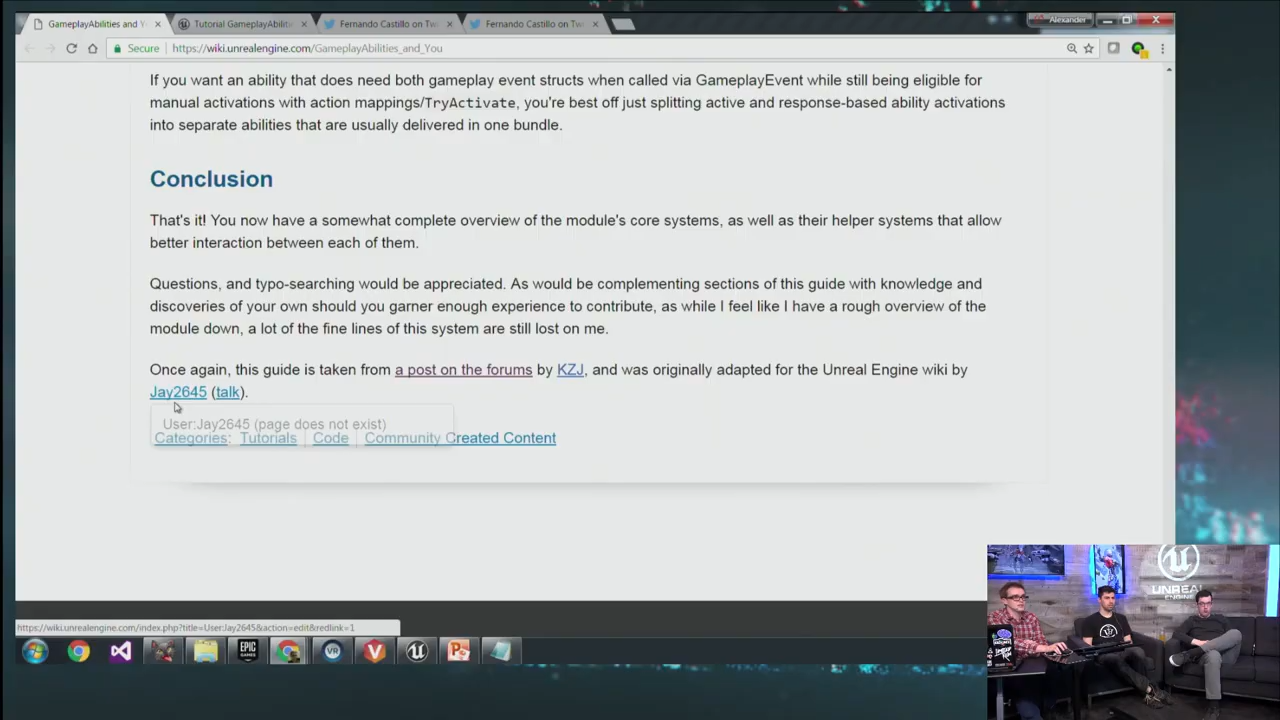 GameplayAbilities and Y
Tutorial GameplayAbilitie
Fernando Castillo on Tw
Fernando Castillo on Twi
Alexander
Secure
https://wiki.unrealengine.com/GameplayAbilities_and_You
If you want an ability that does need both gameplay event structs when called via GameplayEvent while still being eligible for
manual activations with action mappings/TryActivate, you're best off just splitting active and response-based ability activations
into separate abilities that are usually delivered in one bundle.
Conclusion
That's it! You now have a somewhat complete overview of the module's core systems, as well as their helper systems that allow
better interaction between each of them.
Questions, and typo-searching would be appreciated. As would be complementing sections of this guide with knowledge and
discoveries of your own should you garner enough experience to contribute, as while I feel like I have a rough overview of the
module down, a lot of the fine lines of this system are still lost on me.
Once again, this guide is taken from a post on the forums by KZJ, and was originally adapted for the Unreal Engine wiki by
Jay2645 (talk).
User:Jay2645 (page does not exist)
Categories: Tutorials Code Community Created Content
https://wiki.unrealengine.com/index.php?title=User:Jay2645&action=edit&redlink=1
EPIC
GAMES
VR
UNREAL
ENGINE